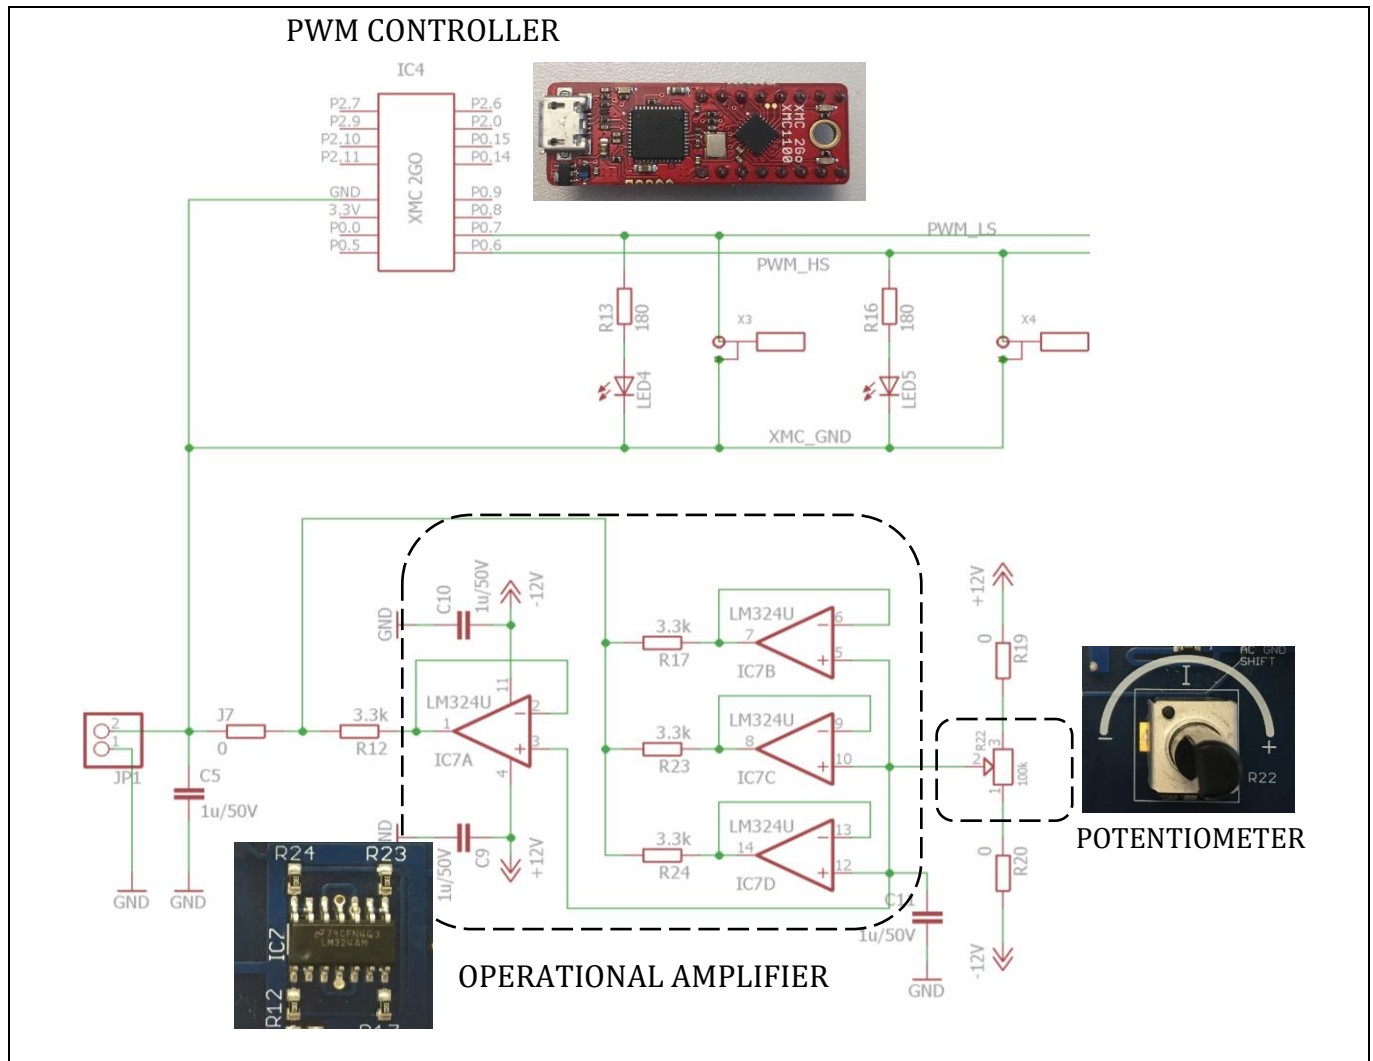 PWM CONTROLLER
IC4
P2.7
P2.9
P2.10
P2.11
GND
3.3V
P0.0
P0.5
XMC 2GO
P2.6
P2.0
P0.15
P0.14
P0.9
P0.8
P0.7
P0.6
XMC 2Go
XMC1100
PWM_LS
PWM_HS
R13
180
LED4
X3
R16
180
LED5
X4
XMC_GND
GND
C10
1u/50V
-12V
LM324U
11
2
1
3
4
IC7A
3.3k
R12
J7
0
2
1
JP1
C5
1u/50V
GND
GND
GND
1u/50V
C9
+12V
3.3k
R17
LM324U
7
6
5
IC7B
3.3k
R23
LM324U
8
9
10
IC7C
3.3k
R24
LM324U
14
13
12
IC7D
C11
1u/50V
GND
+12V
0
R19
R22
3
2
1
100k
0
R20
-12V
AC GND
SHIFT
I
-
+
R22
POTENTIOMETER
R24
R23
IC7
LM324AM
R12
OPERATIONAL AMPLIFIER